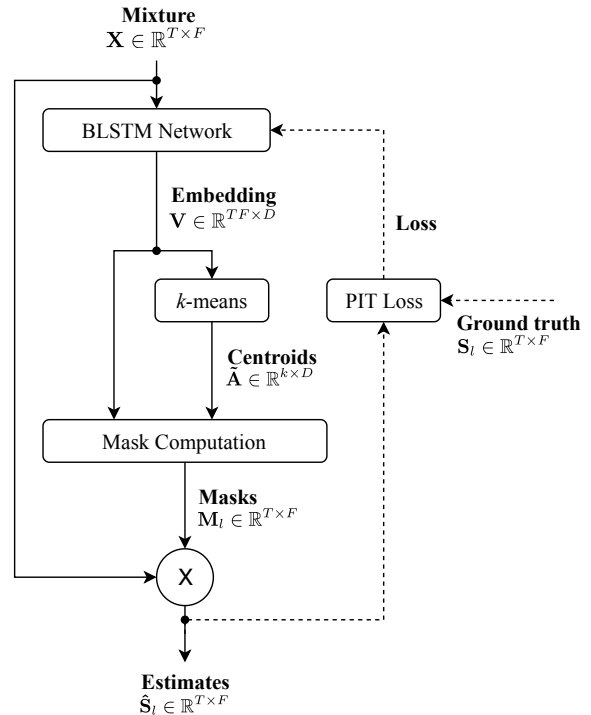 Mixture
X ∈ ℝ^{T×F}
BLSTM Network
Embedding
V ∈ ℝ^{TF×D}
Loss
k-means
PIT Loss
Ground truth
S_l ∈ ℝ^{T×F}
Centroids
Ã ∈ ℝ^{k×D}
Mask Computation
Masks
M_l ∈ ℝ^{T×F}
X
Estimates
Ŝ_l ∈ ℝ^{T×F}